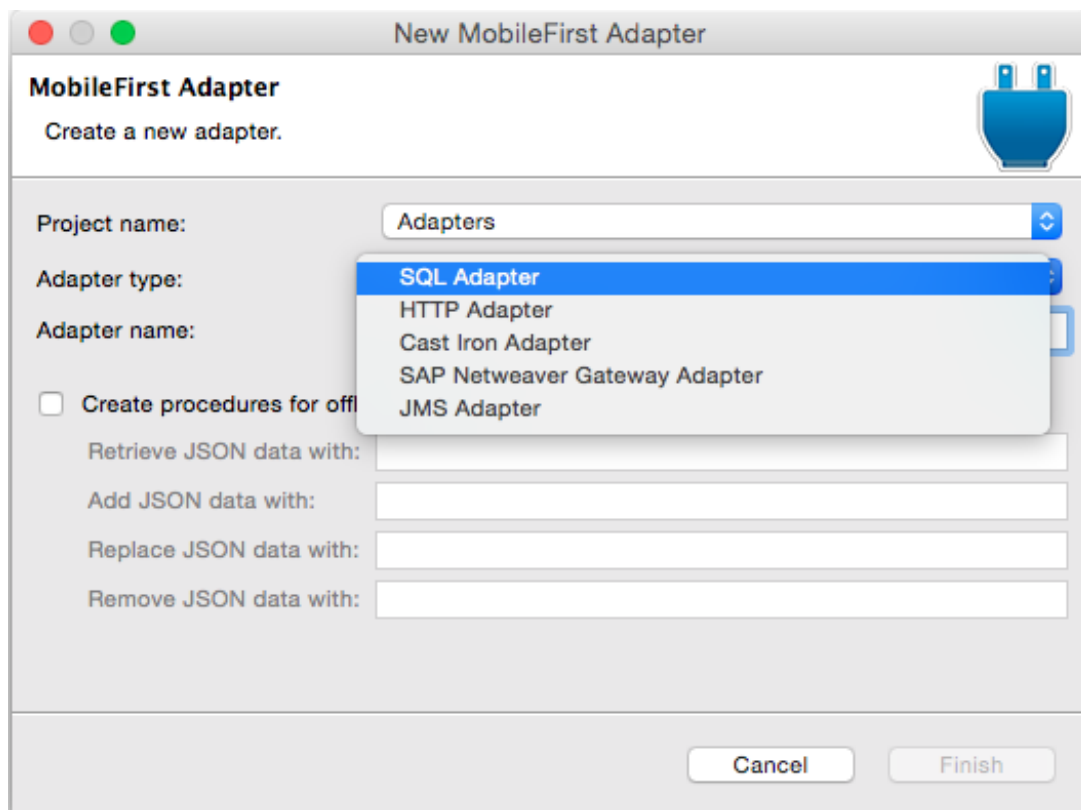 New MobileFirst Adapter
MobileFirst Adapter
Create a new adapter.
Project name: Adapters
Adapter type: SQL Adapter
HTTP Adapter
Adapter name:
Cast Iron Adapter
SAP Netweaver Gateway Adapter
Create procedures for offl
JMS Adapter
Retrieve JSON data with:
Add JSON data with:
Replace JSON data with:
Remove JSON data with:
Cancel Finish